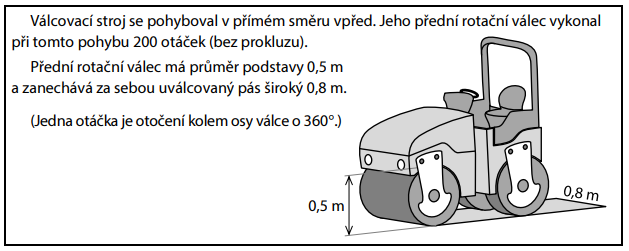 Válcovací stroj se pohyboval v přímém směru vpřed. Jeho přední rotační válec vykonal
při tomto pohybu 200 otáček (bez prokluzu).
Přední rotační válec má průměr podstavy 0,5 m
a zanechává za sebou uválcovaný pás široký 0,8 m.
(Jedna otáčka je otočení kolem osy válce o 360°.)
0,5 m
0,8 m